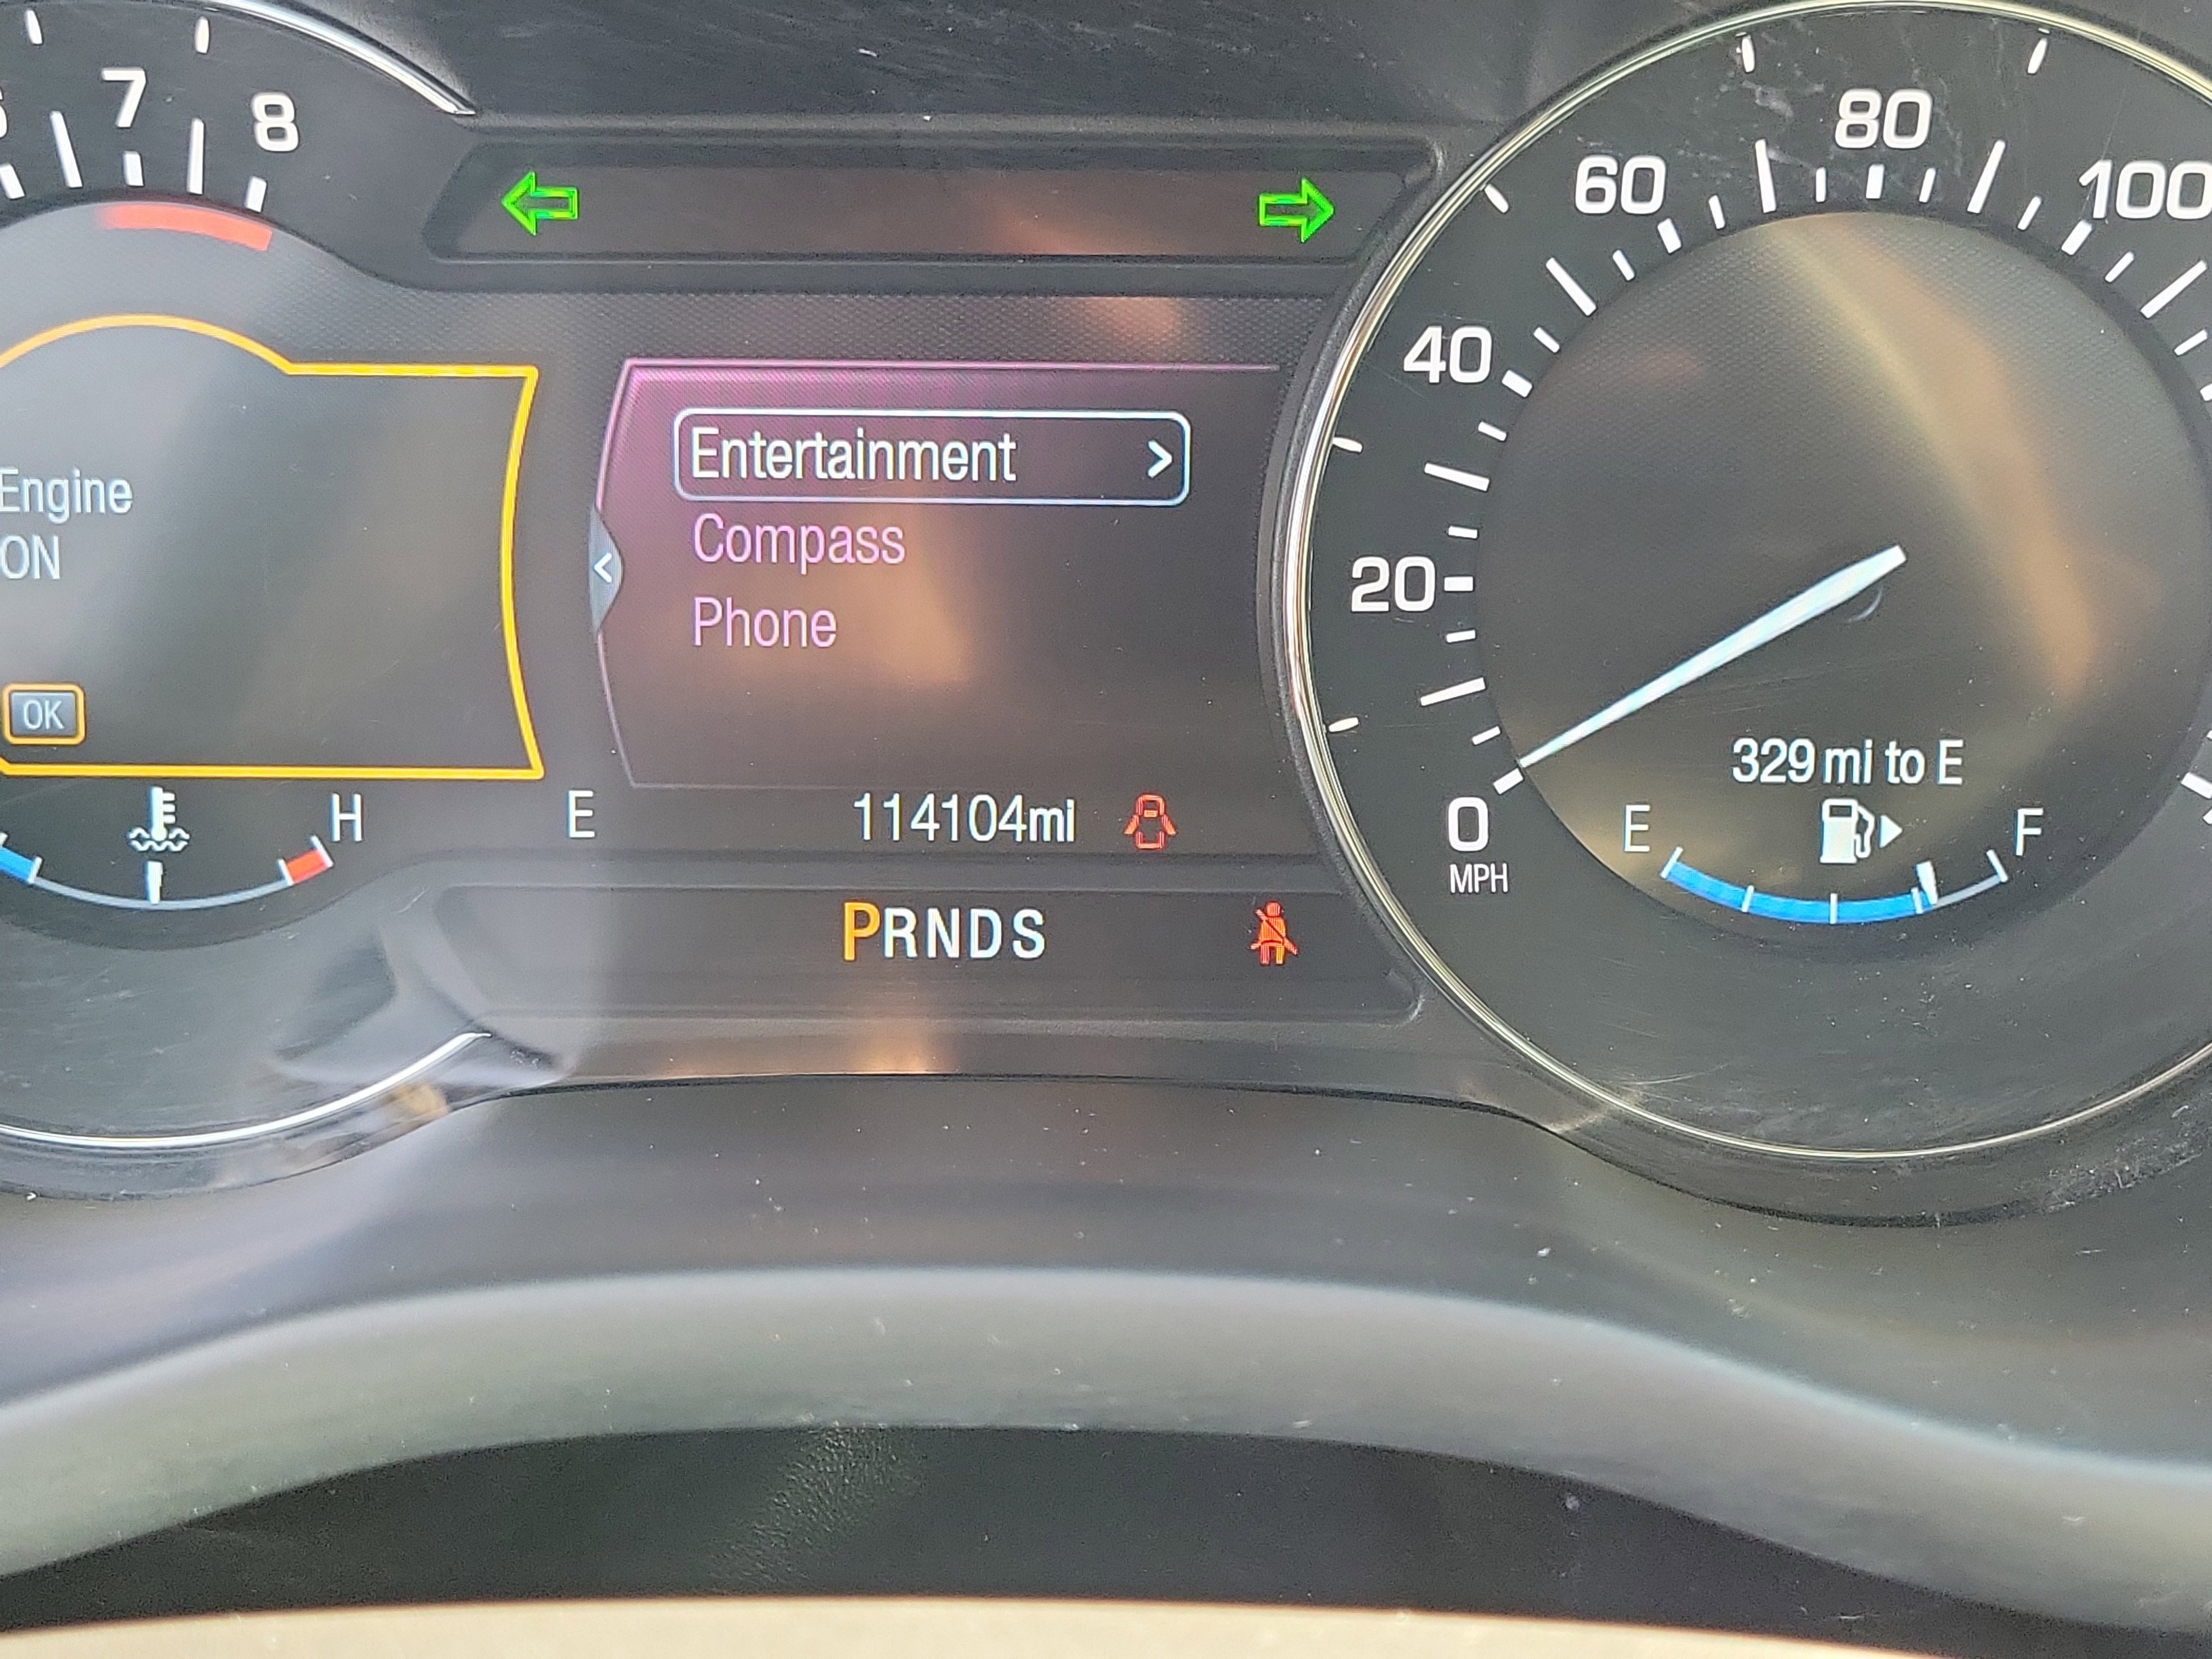 7
8
60
80
100
40
20
0
MPH
Engine
ON
OK
Entertainment >
Compass
Phone
<
H
E
114104mi
PRNDS
329 mi to E
E
F